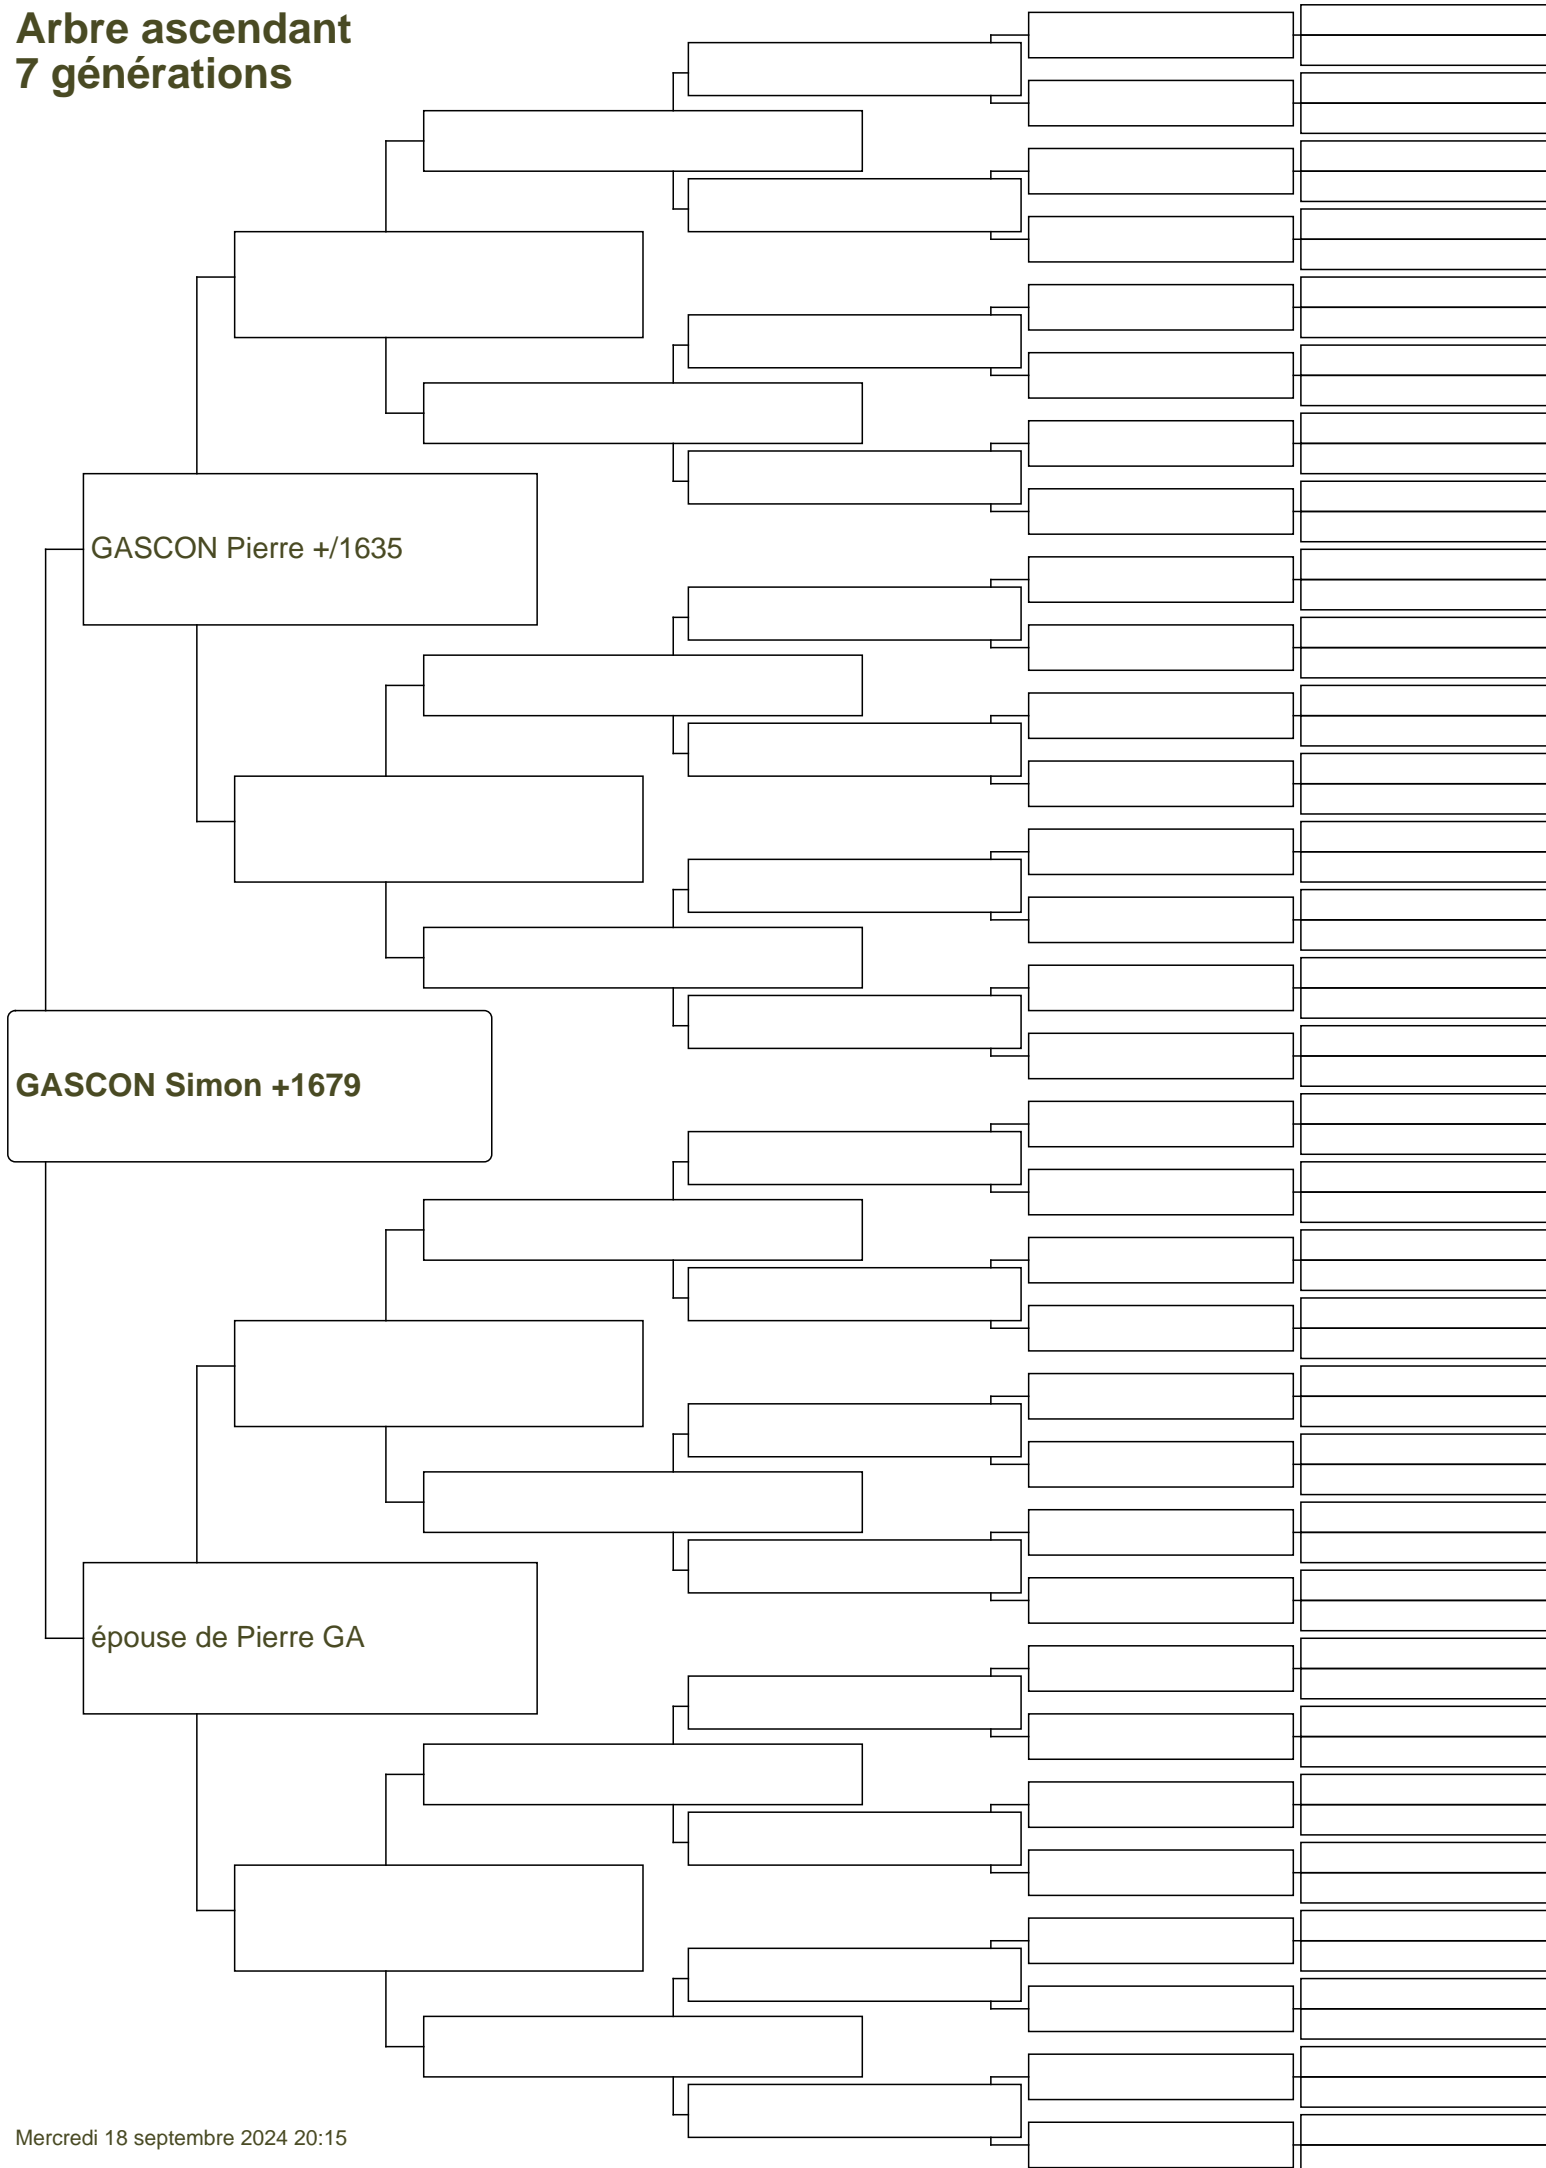 Arbre ascendant
7 générations
GASCON Pierre +/1635
GASCON Simon +1679
épouse de Pierre GA
Mercredi 18 septembre 2024 20:15